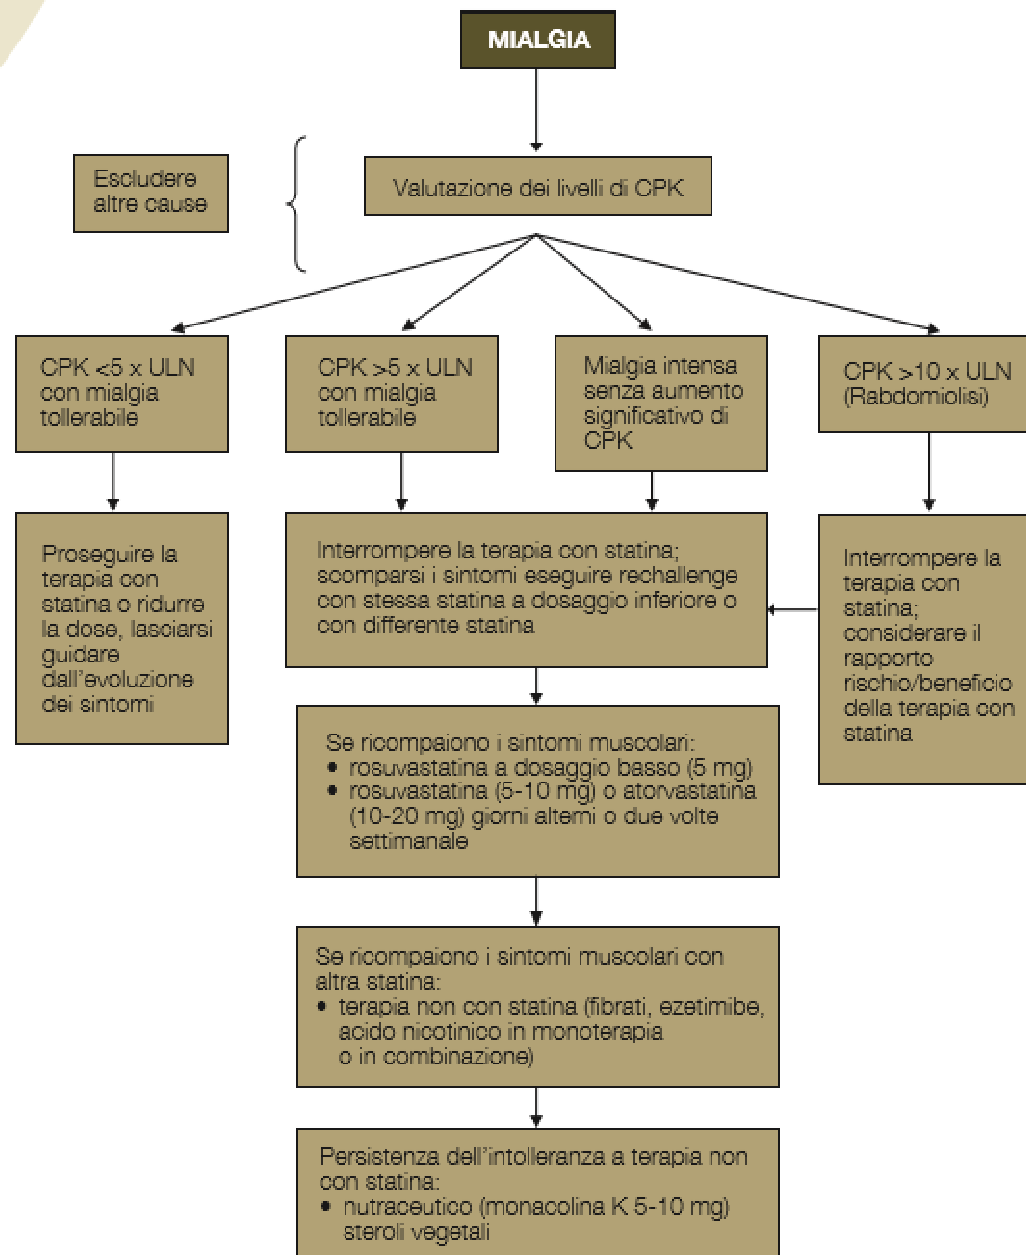 MIALGIA
Escludere
altre cause
Valutazione dei livelli di CPK
CPK <5 x ULN
con mialgia
tollerabile
CPK >5 x ULN
con mialgia
tollerabile
Mialgia intensa
senza aumento
significativo di
CPK
CPK >10 x ULN
(Rabdomiolisi)
Proseguire la
terapia con
statina o ridurre
la dose, lasciarsi
guidare
dall'evoluzione
dei sintomi
Interrompere la terapia con statina;
scomparsi i sintomi eseguire rechallenge
con stessa statina a dosaggio inferiore o
con differente statina
Interrompere la
terapia con
statina;
considerare il
rapporto
rischio/beneficio
della terapia con
statina
Se ricompaiono i sintomi muscolari:
• rosuvastatina a dosaggio basso (5 mg)
• rosuvastatina (5-10 mg) o atorvastatina
(10-20 mg) giorni alterni o due volte
settimanale
Se ricompaiono i sintomi muscolari con
altra statina:
• terapia non con statina (fibrati, ezetimibe,
acido nicotinico in monoterapia
o in combinazione)
Persistenza dell'intolleranza a terapia non
con statina:
• nutraceutico (monacolina K 5-10 mg)
steroli vegetali